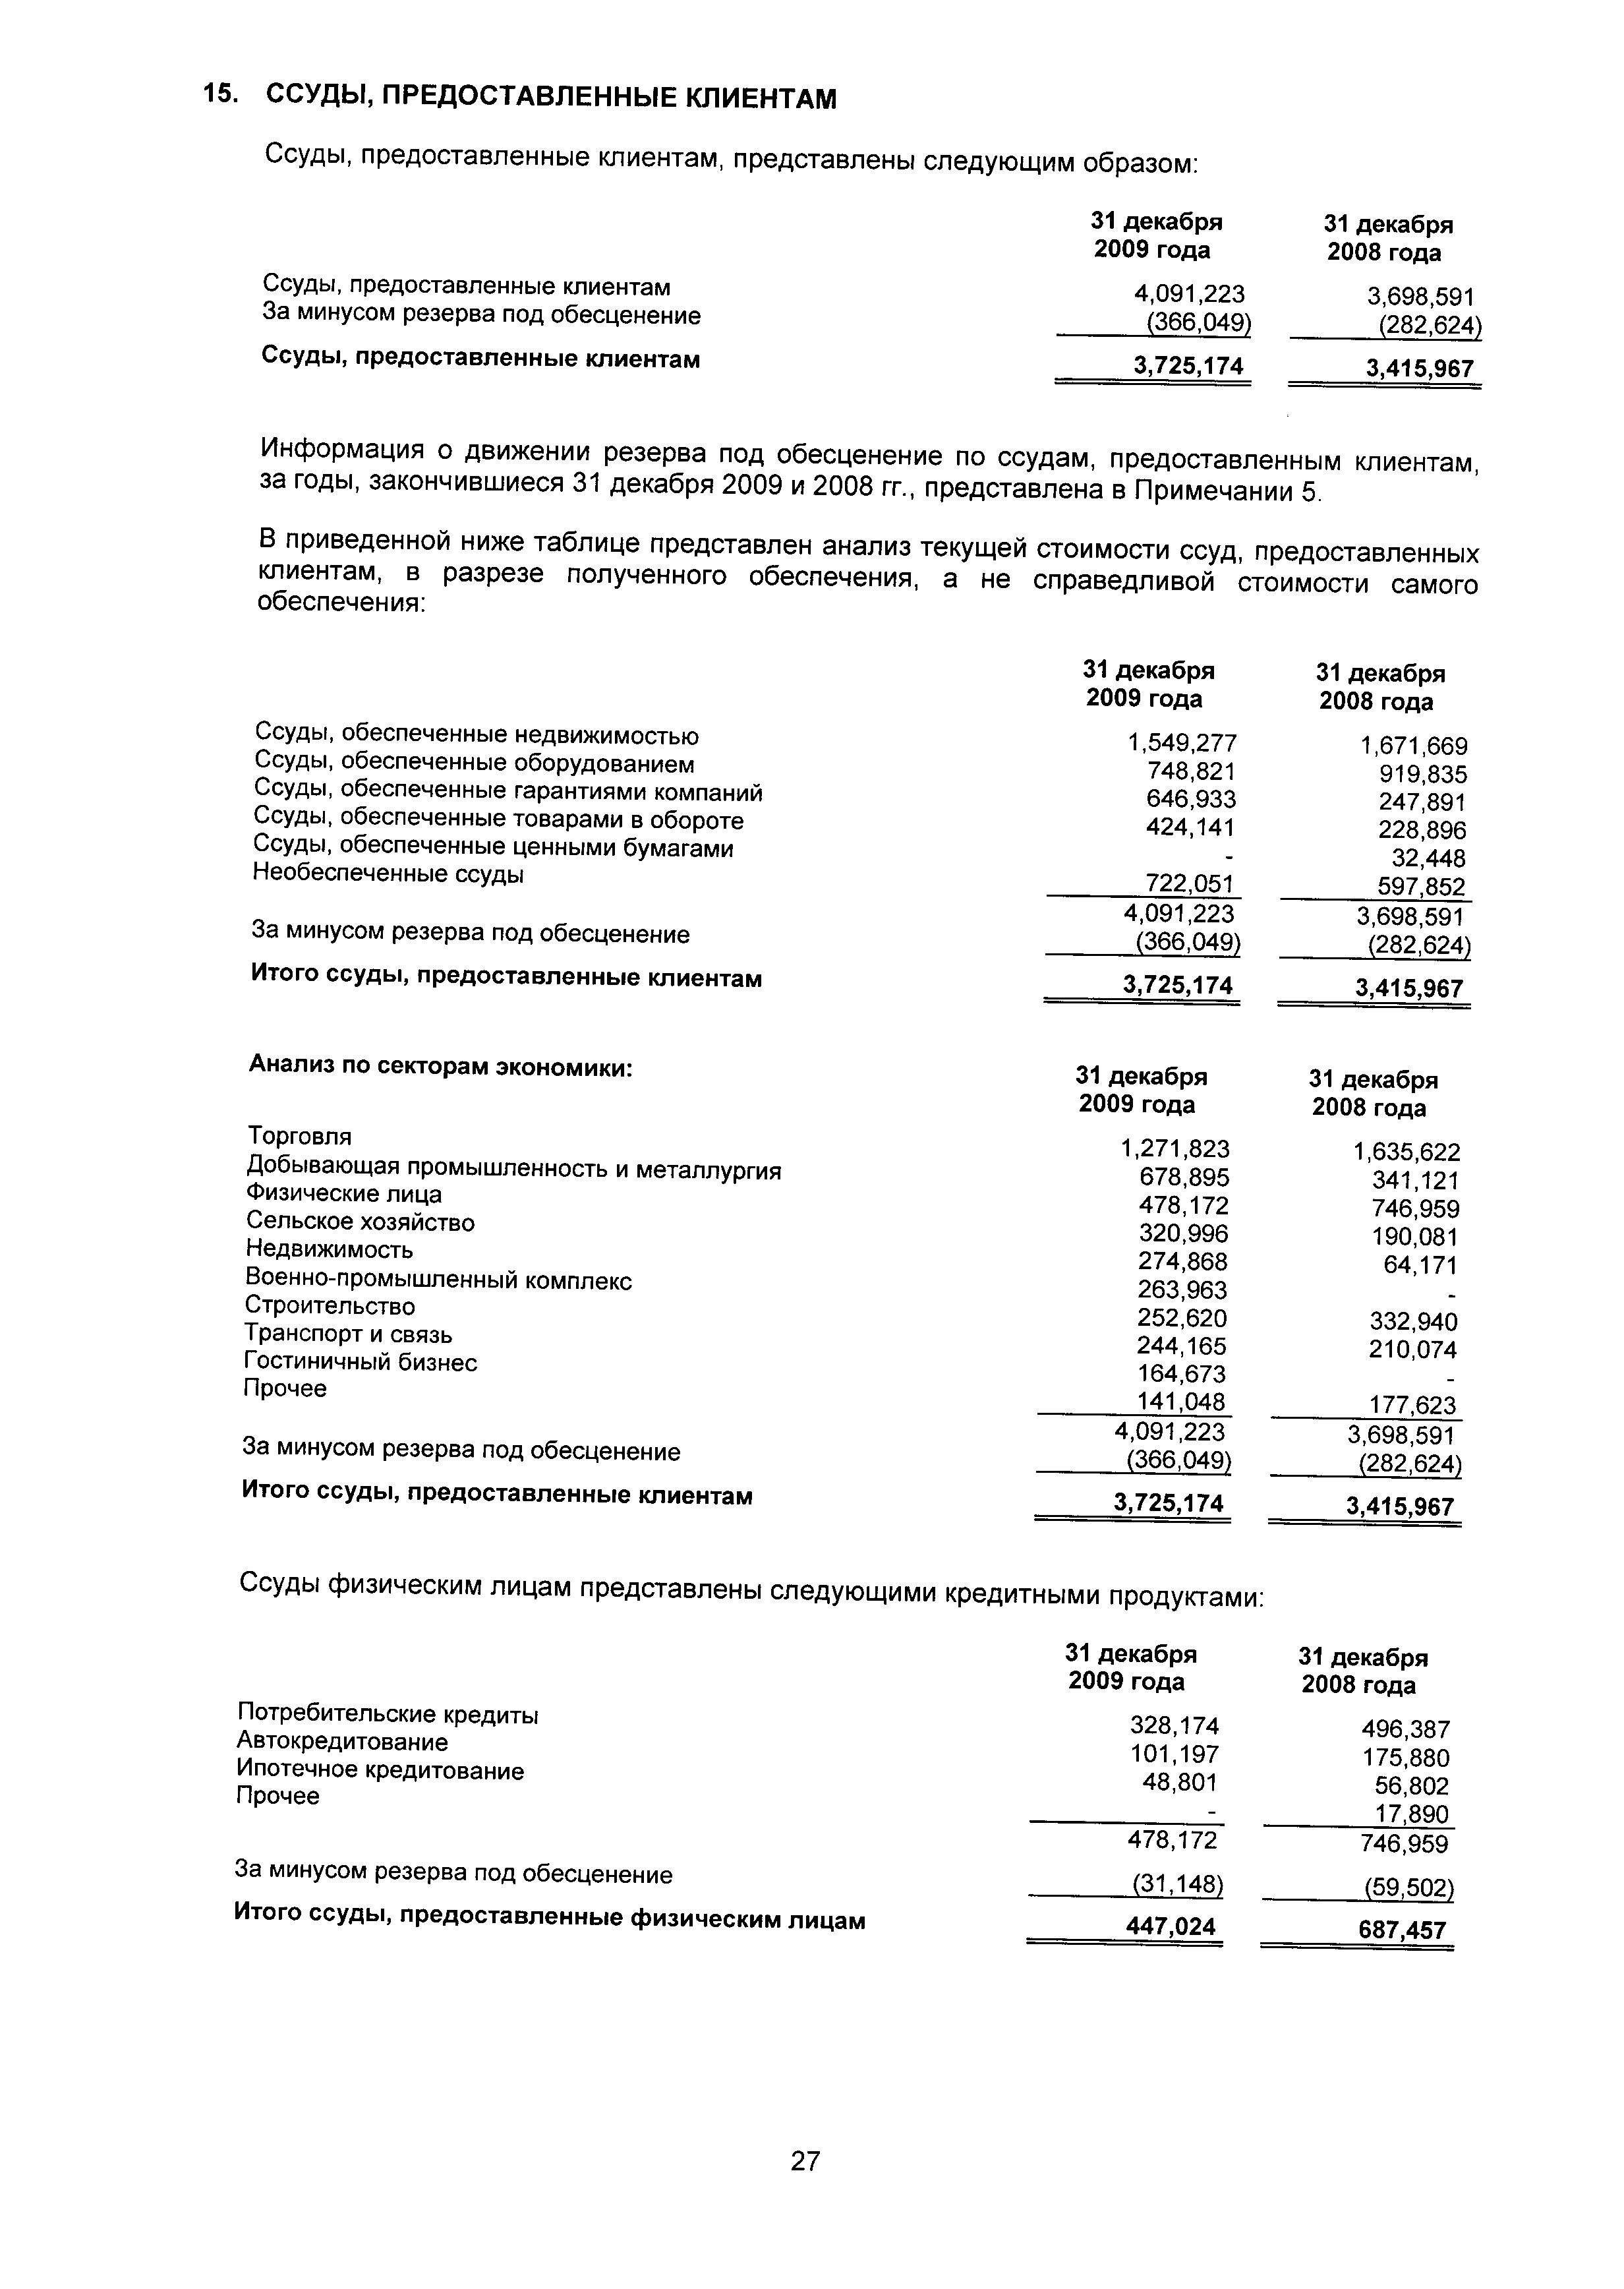 15. ССУДЫ, ПРЕДОСТАВЛЕННЫЕ КЛИЕНТАМ
Ссуды, предоставленные клиентам, представлены следующим образом:
31 декабря 2009 года 31 декабря 2008 года
Ссуды, предоставленные клиентам 4,091,223 3,698,591
За минусом резерва под обесценение (366,049) (282,624)
Ссуды, предоставленные клиентам 3,725,174 3,415,967
Информация о движении резерва под обесценение по ссудам, предоставленным клиентам,
за годы, закончившиеся 31 декабря 2009 и 2008 гг., представлена в Примечании 5.
В приведенной ниже таблице представлен анализ текущей стоимости ссуд, предоставленных
клиентам, в разрезе полученного обеспечения, а не справедливой стоимости самого
обеспечения:
31 декабря 2009 года 31 декабря 2008 года
Ссуды, обеспеченные недвижимостью 1,549,277 1,671,669
Ссуды, обеспеченные оборудованием 748,821 919,835
Ссуды, обеспеченные гарантиями компаний 646,933 247,891
Ссуды, обеспеченные товарами в обороте 424,141 228,896
Ссуды, обеспеченные ценными бумагами - 32,448
Необеспеченные ссуды 722,051 597,852
4,091,223 3,698,591
За минусом резерва под обесценение (366,049) (282,624)
Итого ссуды, предоставленные клиентам 3,725,174 3,415,967
Анализ по секторам экономики: 31 декабря 2009 года 31 декабря 2008 года
Торговля 1,271,823 1,635,622
Добывающая промышленность и металлургия 678,895 341,121
Физические лица 478,172 746,959
Сельское хозяйство 320,996 190,081
Недвижимость 274,868 64,171
Военно-промышленный комплекс 263,963 -
Строительство 252,620 332,940
Транспорт и связь 244,165 210,074
Гостиничный бизнес 164,673 -
Прочее 141,048 177,623
4,091,223 3,698,591
За минусом резерва под обесценение (366,049) (282,624)
Итого ссуды, предоставленные клиентам 3,725,174 3,415,967
Ссуды физическим лицам представлены следующими кредитными продуктами:
31 декабря 2009 года 31 декабря 2008 года
Потребительские кредиты 328,174 496,387
Автокредитование 101,197 175,880
Ипотечное кредитование 48,801 56,802
Прочее - 17,890
478,172 746,959
За минусом резерва под обесценение (31,148) (59,502)
Итого ссуды, предоставленные физическим лицам 447,024 687,457
27